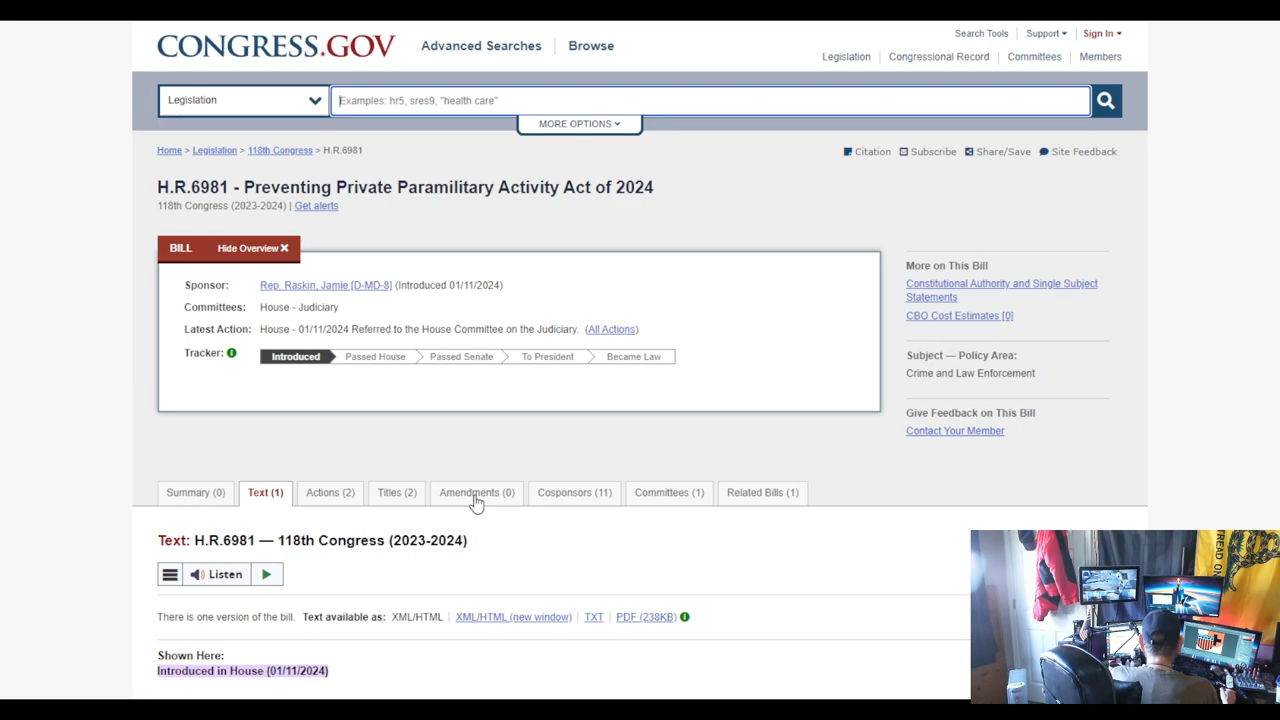 CONGRESS.GOV Advanced Searches Browse
Search Tools Support Sign In
Legislation Congressional Record Committees Members
Legislation Examples: hr5, sres9, "health care"
MORE OPTIONS
Home > Legislation > 118th Congress > H.R.6981
Citation Subscribe Share/Save Site Feedback
H.R.6981 - Preventing Private Paramilitary Activity Act of 2024
118th Congress (2023-2024) | Get alerts
BILL Hide Overview ✕
Sponsor: Rep. Raskin, Jamie [D-MD-8] (Introduced 01/11/2024)
Committees: House - Judiciary
Latest Action: House - 01/11/2024 Referred to the House Committee on the Judiciary. (All Actions)
Tracker: Introduced Passed House Passed Senate To President Became Law
More on This Bill
Constitutional Authority and Single Subject
Statements
CBO Cost Estimates [0]
Subject — Policy Area:
Crime and Law Enforcement
Give Feedback on This Bill
Contact Your Member
Summary (0) Text (1) Actions (2) Titles (2) Amendments (0) Cosponsors (11) Committees (1) Related Bills (1)
Text: H.R.6981 — 118th Congress (2023-2024)
Listen
There is one version of the bill. Text available as: XML/HTML XML/HTML (new window) TXT PDF (238KB)
Shown Here:
Introduced in House (01/11/2024)
TREAD ON